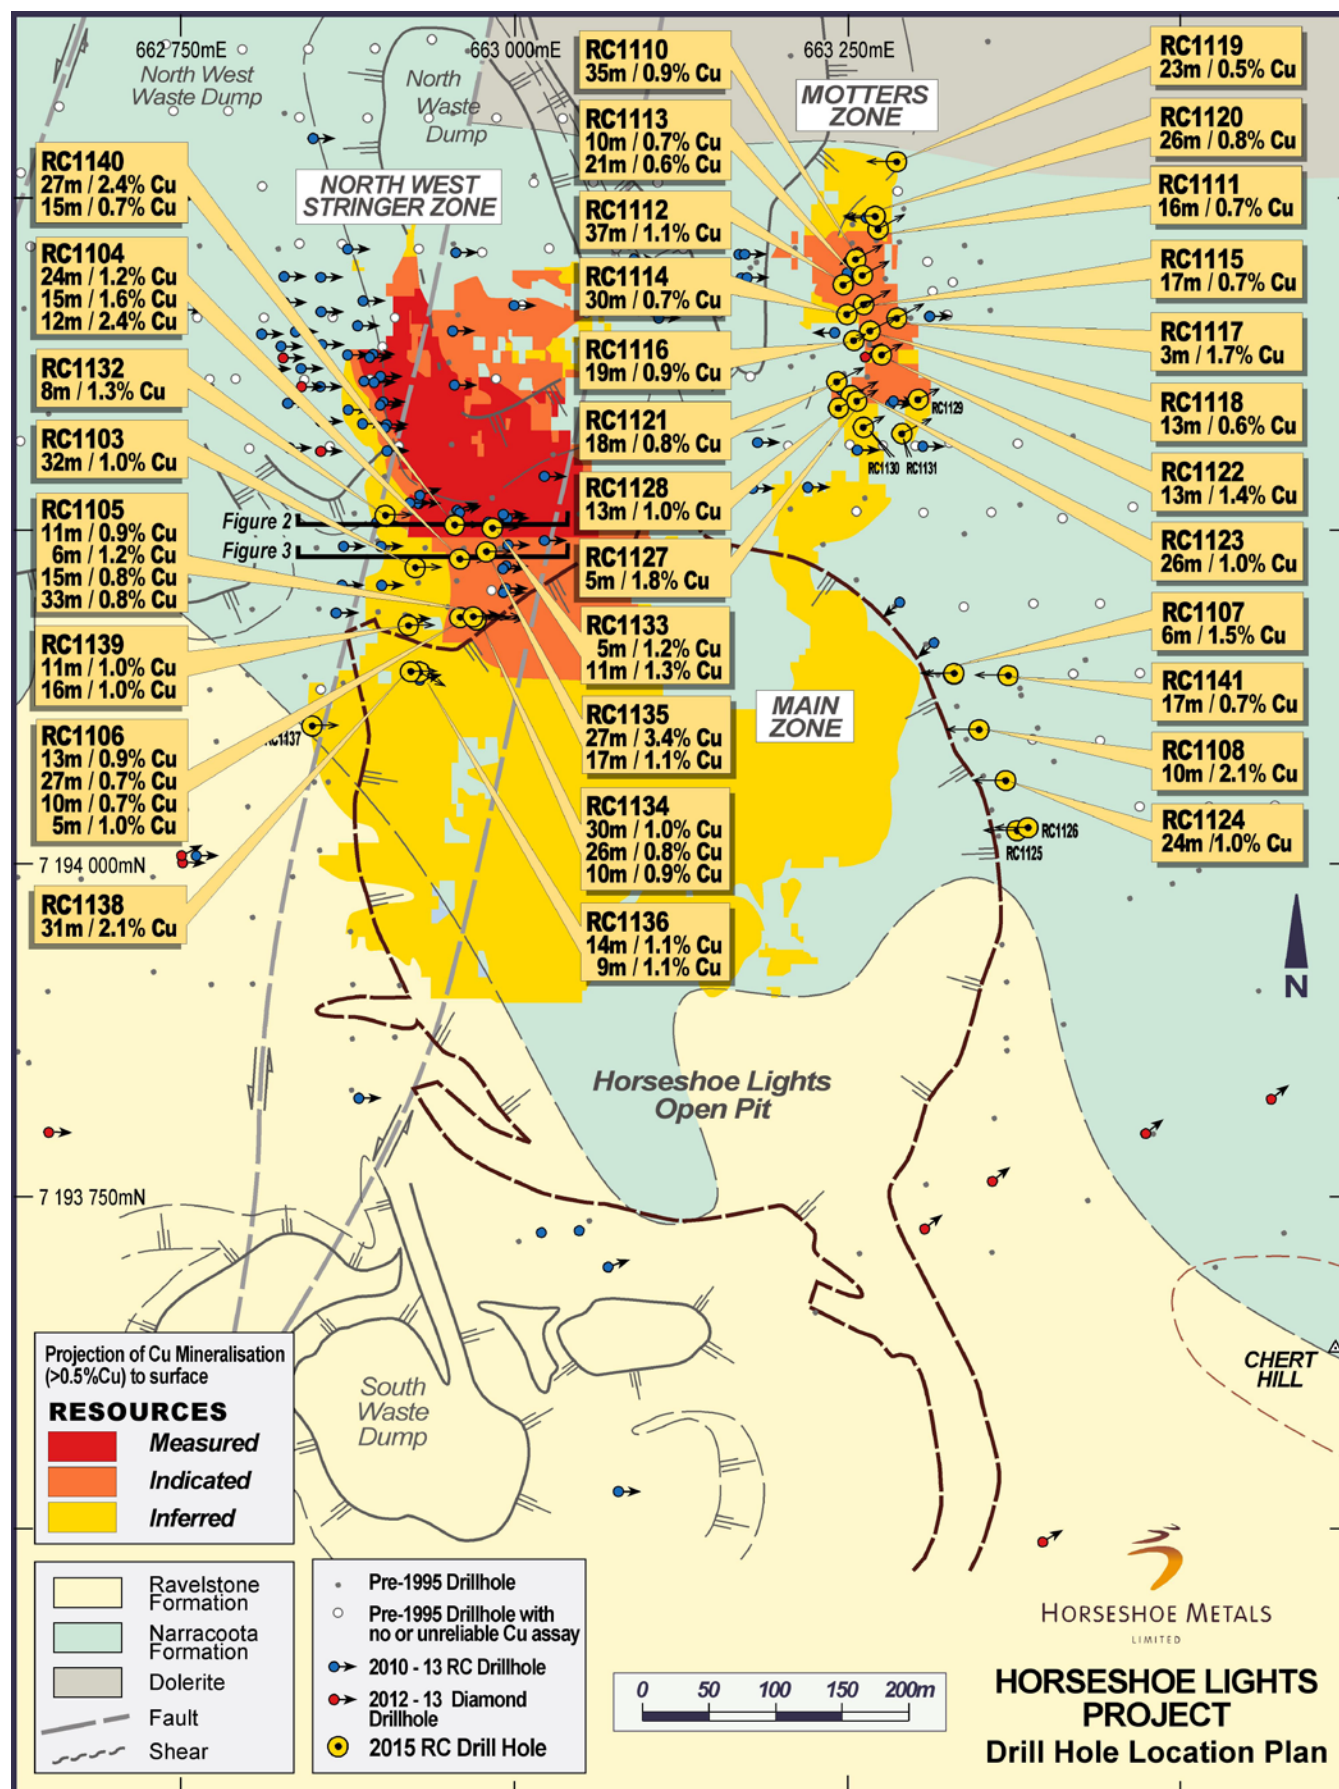 662 750mE
663 000mE
663 250mE
North West
Waste Dump
North
Waste
Dump
NORTH WEST
STRINGER ZONE
MOTTERS
ZONE
RC1140
27m / 2.4% Cu
15m / 0.7% Cu
RC1104
24m / 1.2% Cu
15m / 1.6% Cu
12m / 2.4% Cu
RC1132
8m / 1.3% Cu
RC1103
32m / 1.0% Cu
RC1105
11m / 0.9% Cu
6m / 1.2% Cu
15m / 0.8% Cu
33m / 0.8% Cu
RC1139
11m / 1.0% Cu
16m / 1.0% Cu
RC1106
13m / 0.9% Cu
27m / 0.7% Cu
10m / 0.7% Cu
5m / 1.0% Cu
RC1138
31m / 2.1% Cu
RC1110
35m / 0.9% Cu
RC1113
10m / 0.7% Cu
21m / 0.6% Cu
RC1112
37m / 1.1% Cu
RC1114
30m / 0.7% Cu
RC1116
19m / 0.9% Cu
RC1121
18m / 0.8% Cu
RC1128
13m / 1.0% Cu
RC1127
5m / 1.8% Cu
RC1133
5m / 1.2% Cu
11m / 1.3% Cu
RC1135
27m / 3.4% Cu
17m / 1.1% Cu
RC1134
30m / 1.0% Cu
26m / 0.8% Cu
10m / 0.9% Cu
RC1136
14m / 1.1% Cu
9m / 1.1% Cu
RC1119
23m / 0.5% Cu
RC1120
26m / 0.8% Cu
RC1111
16m / 0.7% Cu
RC1115
17m / 0.7% Cu
RC1117
3m / 1.7% Cu
RC1118
13m / 0.6% Cu
RC1122
13m / 1.4% Cu
RC1123
26m / 1.0% Cu
RC1107
6m / 1.5% Cu
RC1141
17m / 0.7% Cu
RC1108
10m / 2.1% Cu
RC1124
24m /1.0% Cu
RC1129
RC1130
RC1131
Figure 2
Figure 3
MAIN
ZONE
RC1126
RC1125
7 194 000mN
N
Horseshoe Lights
Open Pit
7 193 750mN
CHERT
HILL
South
Waste
Dump
Projection of Cu Mineralisation
(>0.5%Cu) to surface
RESOURCES
Measured
Indicated
Inferred
Ravelstone
Formation
Narracoota
Formation
Dolerite
Fault
Shear
Pre-1995 Drillhole
Pre-1995 Drillhole with
no or unreliable Cu assay
2010 - 13 RC Drillhole
2012 - 13 Diamond
Drillhole
2015 RC Drill Hole
0 50 100 150 200m
HORSESHOE METALS
LIMITED
HORSESHOE LIGHTS
PROJECT
Drill Hole Location Plan